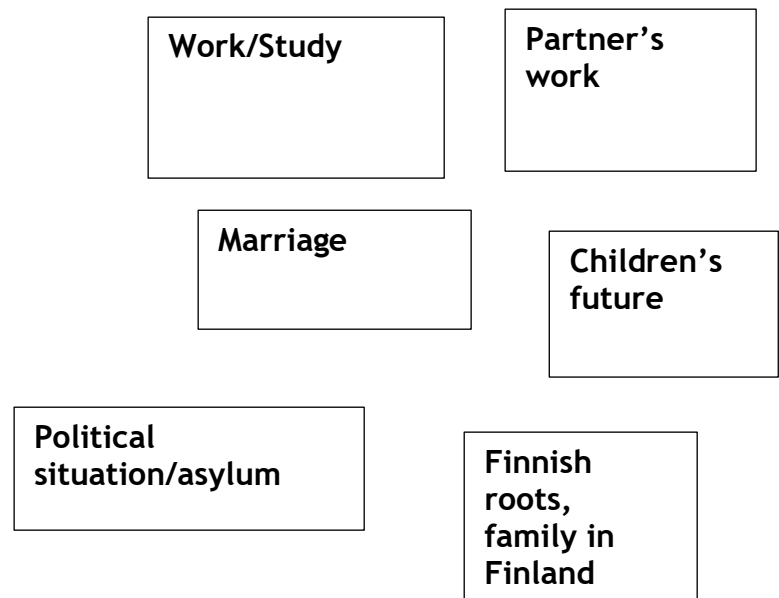 Work/Study
Partner’s
work
Marriage
Children’s
future
Political
situation/asylum
Finnish
roots,
family in
Finland